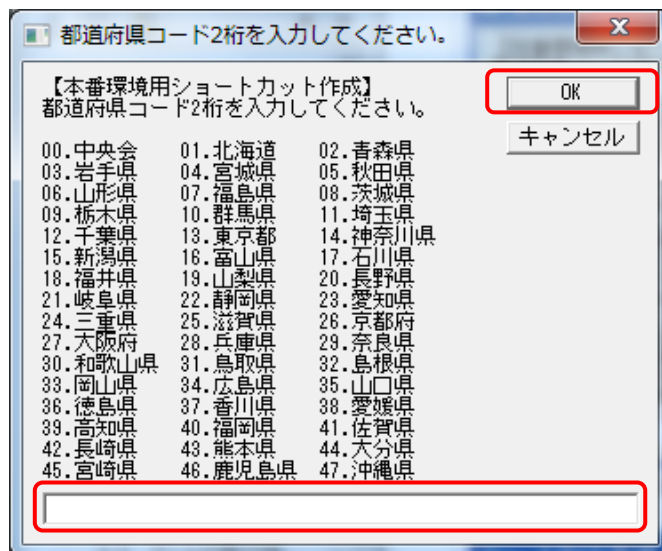 都道府県コード2桁を入力してください。
【本番環境用ショートカット作成】
都道府県コード2桁を入力してください。
OK
キャンセル
00.中央会 01.北海道 02.青森県
03.岩手県 04.宮城県 05.秋田県
06.山形県 07.福島県 08.茨城県
09.栃木県 10.群馬県 11.埼玉県
12.千葉県 13.東京都 14.神奈川県
15.新潟県 16.富山県 17.石川県
18.福井県 19.山梨県 20.長野県
21.岐阜県 22.静岡県 23.愛知県
24.三重県 25.滋賀県 26.京都府
27.大阪府 28.兵庫県 29.奈良県
30.和歌山県 31.鳥取県 32.島根県
33.岡山県 34.広島県 35.山口県
36.徳島県 37.香川県 38.愛媛県
39.高知県 40.福岡県 41.佐賀県
42.長崎県 43.熊本県 44.大分県
45.宮崎県 46.鹿児島県 47.沖縄県